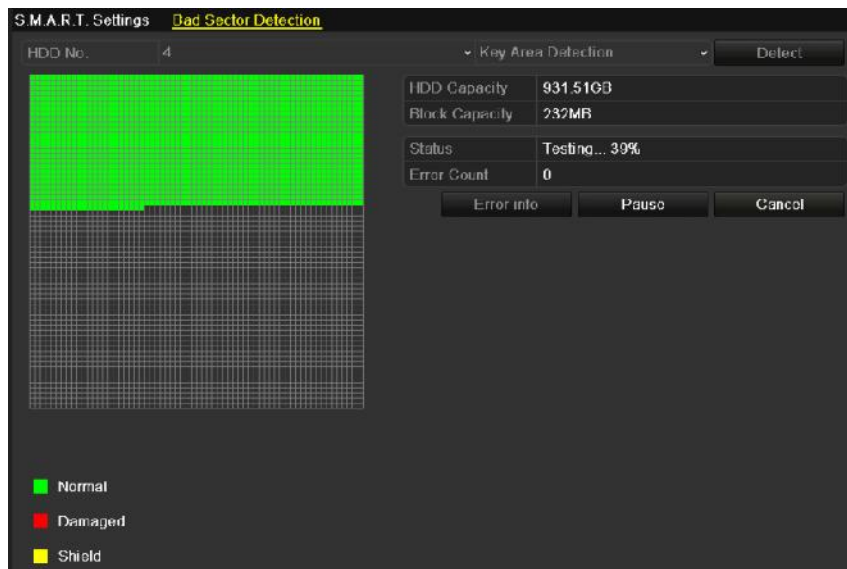 S.M.A.R.T. Settings Bad Sector Detection
HDD No. 4 Key Area Detection Detect
HDD Capacity 931.51GB
Block Capacity 232MB
Status Testing... 39%
Error Count 0
Error info Pause Cancel
Normal
Damaged
Shield